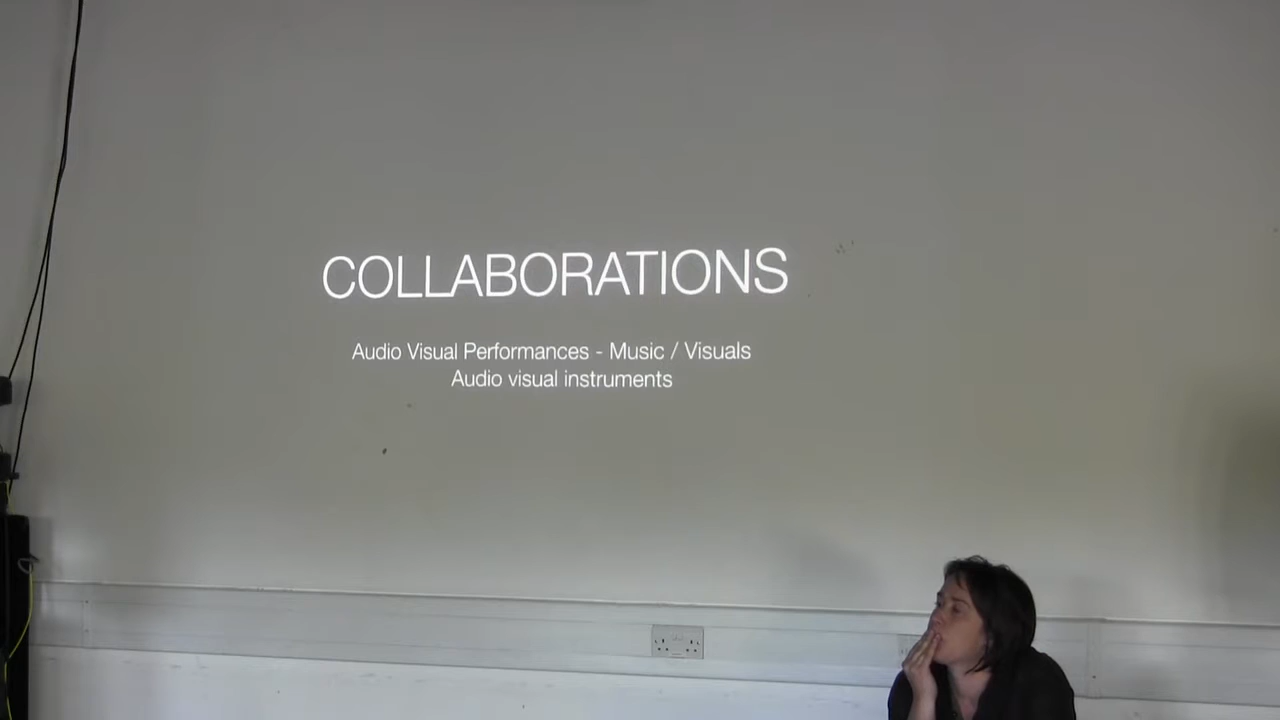 COLLABORATIONS
Audio Visual Performances - Music / Visuals
Audio visual instruments